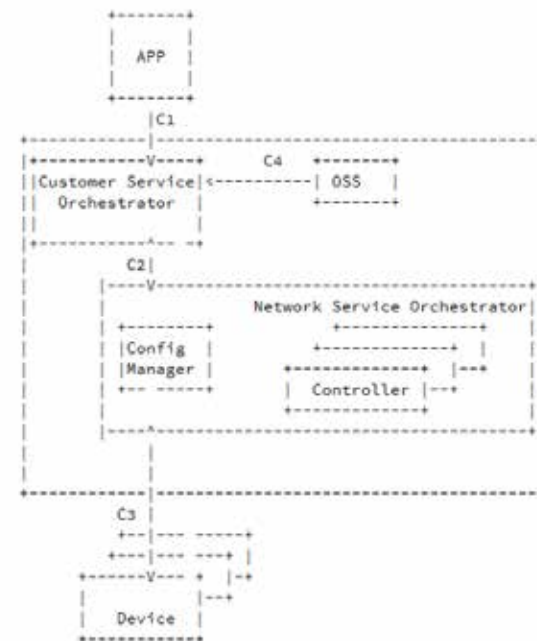 APP
C1
C4
Customer Service OSS
Orchestrator
C2
Network Service Orchestrator
Config
Manager
Controller
C3
Device